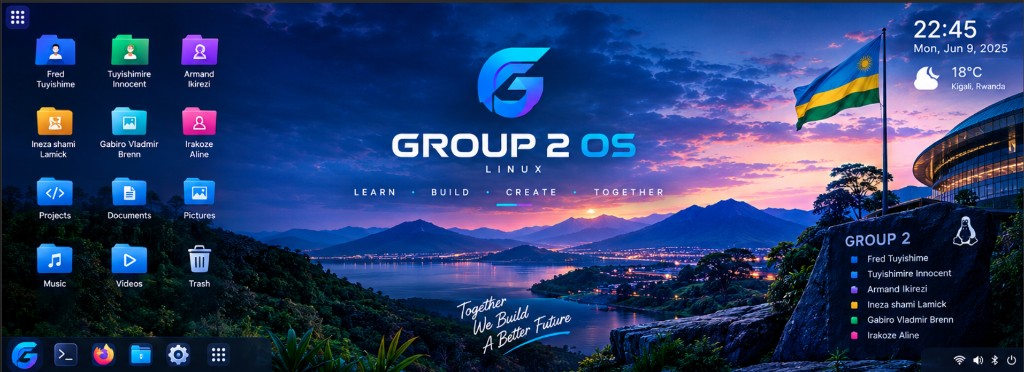 Fred
Tuyishime
Tuyishimire
Innocent
Armand
Ikirezi
Ineza shami
Lamick
Gabiro Vladmir
Brenn
Irakoze
Aline
Projects
Documents
Pictures
Music
Videos
Trash
GROUP 2 OS
LINUX
LEARN • BUILD • CREATE • TOGETHER
Together
We Build
A Better Future
22:45
Mon, Jun 9, 2025
18°C
Kigali, Rwanda
GROUP 2
Fred Tuyishime
Tuyishimire Innocent
Armand Ikirezi
Ineza shami Lamick
Gabiro Vladmir Brenn
Irakoze Aline